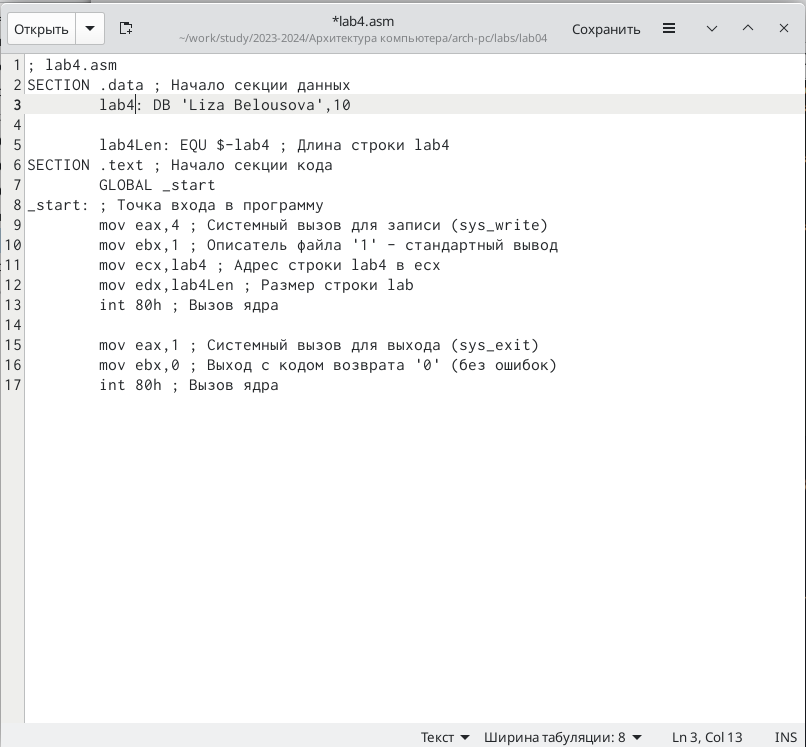 Открыть
*lab4.asm
~/work/study/2023-2024/Архитектура компьютера/arch-pc/labs/lab04
Сохранить
1 ; lab4.asm
2 SECTION .data ; Начало секции данных
3 lab4: DB 'Liza Belousova',10
4
5 lab4Len: EQU $-lab4 ; Длина строки lab4
6 SECTION .text ; Начало секции кода
7 GLOBAL _start
8 _start: ; Точка входа в программу
9 mov eax,4 ; Системный вызов для записи (sys_write)
10 mov ebx,1 ; Описатель файла '1' - стандартный вывод
11 mov ecx,lab4 ; Адрес строки lab4 в ecx
12 mov edx,lab4Len ; Размер строки lab
13 int 80h ; Вызов ядра
14
15 mov eax,1 ; Системный вызов для выхода (sys_exit)
16 mov ebx,0 ; Выход с кодом возврата '0' (без ошибок)
17 int 80h ; Вызов ядра
Текст Ширина табуляции: 8 Ln 3, Col 13 INS